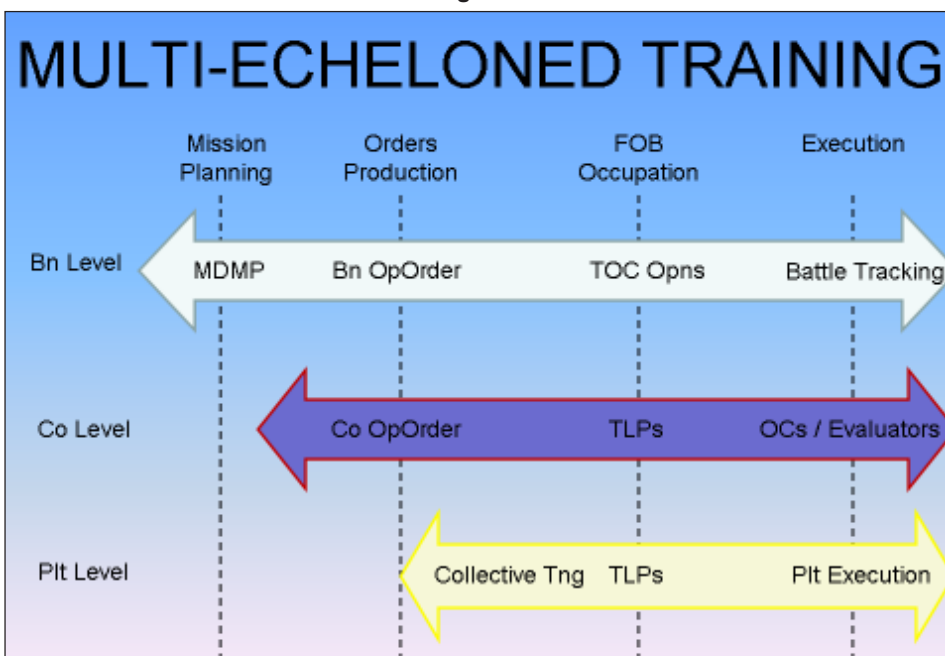 MULTI-ECHELONED TRAINING
Mission Planning
Orders Production
FOB Occupation
Execution
Bn Level
MDMP
Bn OpOrder
TOC Opns
Battle Tracking
Co Level
Co OpOrder
TLPs
OCs / Evaluators
Plt Level
Collective Tng
TLPs
Plt Execution